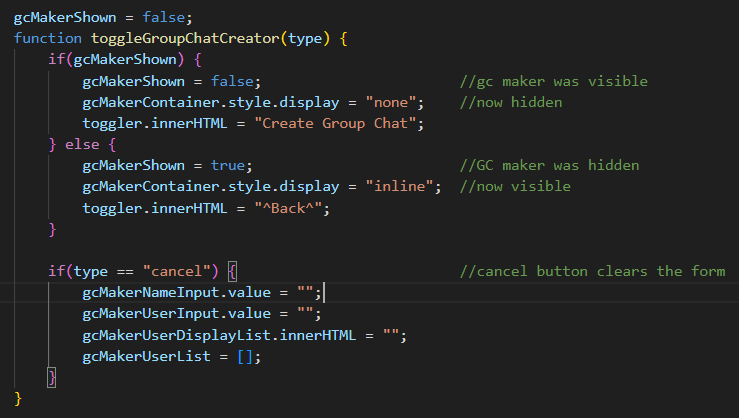 gcMakerShown = false;
function toggleGroupChatCreator(type) {
    if(gcMakerShown) {
        gcMakerShown = false;                       //gc maker was visible
        gcMakerContainer.style.display = "none";    //now hidden
        toggler.innerHTML = "Create Group Chat";
    } else {
        gcMakerShown = true;                        //GC maker was hidden
        gcMakerContainer.style.display = "inline";  //now visible
        toggler.innerHTML = "^Back^";
    }

    if(type == "cancel") {                          //cancel button clears the form
        gcMakerNameInput.value = "";
        gcMakerUserInput.value = "";
        gcMakerUserDisplayList.innerHTML = "";
        gcMakerUserList = [];
    }
}